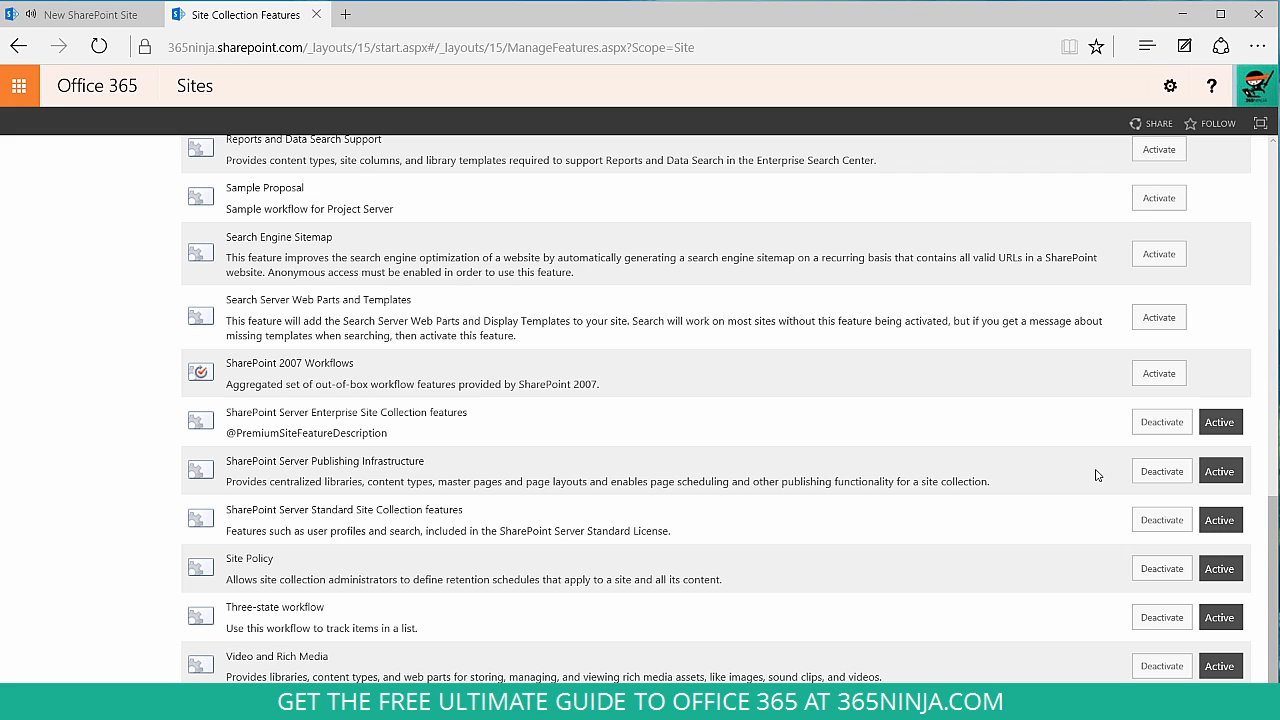 New SharePoint Site
Site Collection Features
365ninja.sharepoint.com/_layouts/15/start.aspx#/_layouts/15/ManageFeatures.aspx?Scope=Site
Office 365
Sites
?
365NINJA
SHARE
FOLLOW
Reports and Data Search Support
Provides content types, site columns, and library templates required to support Reports and Data Search in the Enterprise Search Center.
Activate
Sample Proposal
Sample workflow for Project Server
Activate
Search Engine Sitemap
This feature improves the search engine optimization of a website by automatically generating a search engine sitemap on a recurring basis that contains all valid URLs in a SharePoint
website. Anonymous access must be enabled in order to use this feature.
Activate
Search Server Web Parts and Templates
This feature will add the Search Server Web Parts and Display Templates to your site. Search will work on most sites without this feature being activated, but if you get a message about
missing templates when searching, then activate this feature.
Activate
SharePoint 2007 Workflows
Aggregated set of out-of-box workflow features provided by SharePoint 2007.
Activate
SharePoint Server Enterprise Site Collection features
@PremiumSiteFeatureDescription
Deactivate
Active
SharePoint Server Publishing Infrastructure
Provides centralized libraries, content types, master pages and page layouts and enables page scheduling and other publishing functionality for a site collection.
Deactivate
Active
SharePoint Server Standard Site Collection features
Features such as user profiles and search, included in the SharePoint Server Standard License.
Deactivate
Active
Site Policy
Allows site collection administrators to define retention schedules that apply to a site and all its content.
Deactivate
Active
Three-state workflow
Use this workflow to track items in a list.
Deactivate
Active
Video and Rich Media
Provides libraries, content types, and web parts for storing, managing, and viewing rich media assets, like images, sound clips, and videos.
Deactivate
Active
GET THE FREE ULTIMATE GUIDE TO OFFICE 365 AT 365NINJA.COM